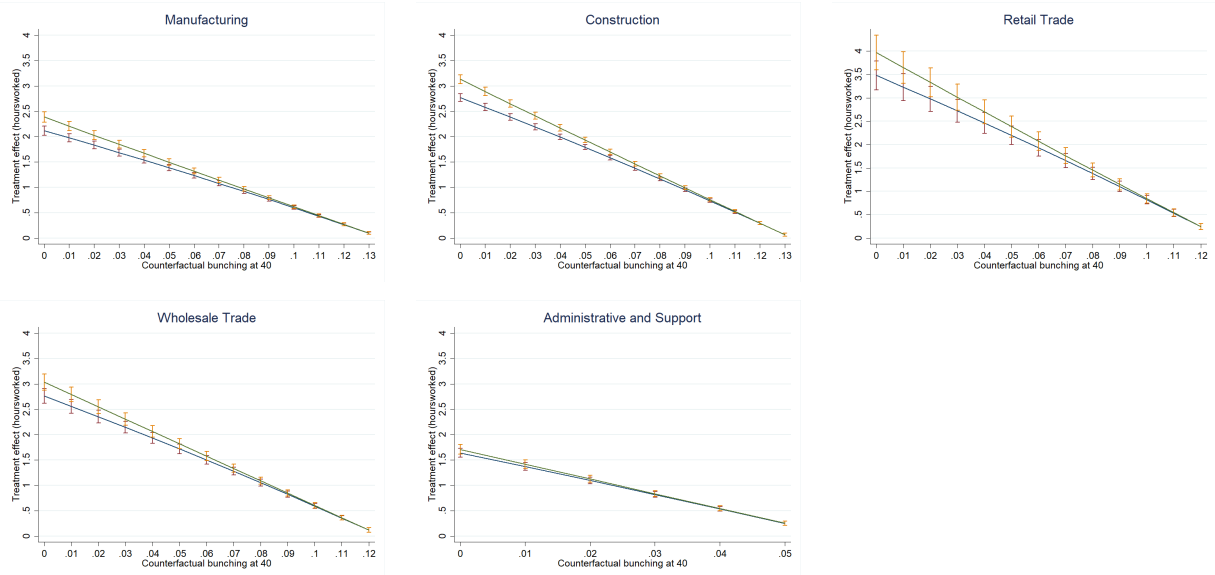 Manufacturing
Treatment effect (hoursworked)
4
3.5
3
2.5
2
1.5
1
.5
0
0 .01 .02 .03 .04 .05 .06 .07 .08 .09 .1 .11 .12 .13
Counterfactual bunching at 40
Construction
Treatment effect (hoursworked)
4
3.5
3
2.5
2
1.5
1
.5
0
0 .01 .02 .03 .04 .05 .06 .07 .08 .09 .1 .11 .12 .13
Counterfactual bunching at 40
Retail Trade
Treatment effect (hoursworked)
4
3.5
3
2.5
2
1.5
1
.5
0
0 .01 .02 .03 .04 .05 .06 .07 .08 .09 .1 .11 .12
Counterfactual bunching at 40
Wholesale Trade
Treatment effect (hoursworked)
4
3.5
3
2.5
2
1.5
1
.5
0
0 .01 .02 .03 .04 .05 .06 .07 .08 .09 .1 .11 .12
Counterfactual bunching at 40
Administrative and Support
Treatment effect (hoursworked)
4
3.5
3
2.5
2
1.5
1
.5
0
0 .01 .02 .03 .04 .05
Counterfactual bunching at 40